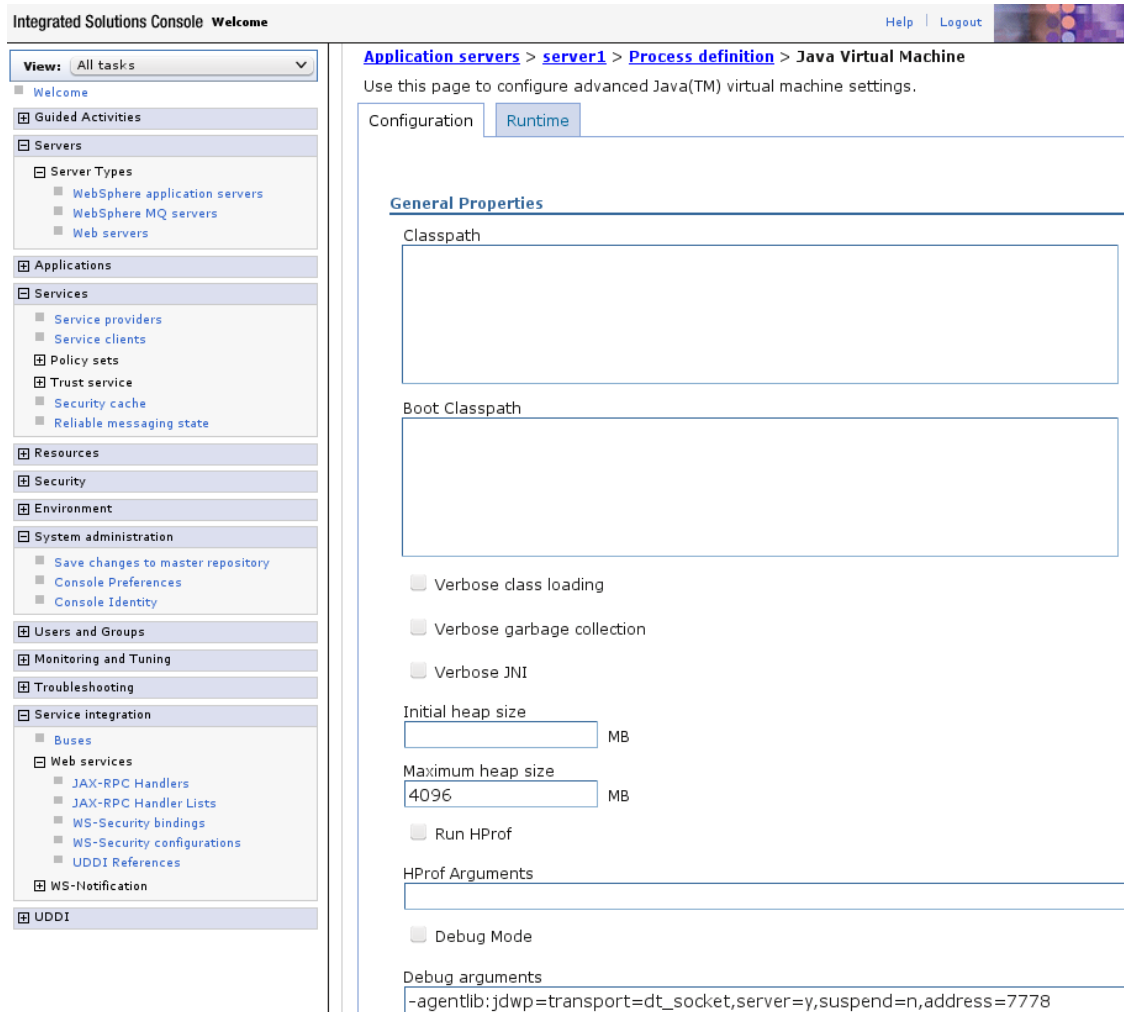 Integrated Solutions Console Welcome
Help | Logout
View: All tasks
Welcome
Guided Activities
Servers
Server Types
WebSphere application servers
WebSphere MQ servers
Web servers
Applications
Services
Service providers
Service clients
Policy sets
Trust service
Security cache
Reliable messaging state
Resources
Security
Environment
System administration
Save changes to master repository
Console Preferences
Console Identity
Users and Groups
Monitoring and Tuning
Troubleshooting
Service integration
Buses
Web services
JAX-RPC Handlers
JAX-RPC Handler Lists
WS-Security bindings
WS-Security configurations
UDDI References
WS-Notification
UDDI
Application servers > server1 > Process definition > Java Virtual Machine
Use this page to configure advanced Java(TM) virtual machine settings.
Configuration
Runtime
General Properties
Classpath
Boot Classpath
Verbose class loading
Verbose garbage collection
Verbose JNI
Initial heap size
MB
Maximum heap size
4096 MB
Run HProf
HProf Arguments
Debug Mode
Debug arguments
-agentlib:jdwp=transport=dt_socket,server=y,suspend=n,address=7778